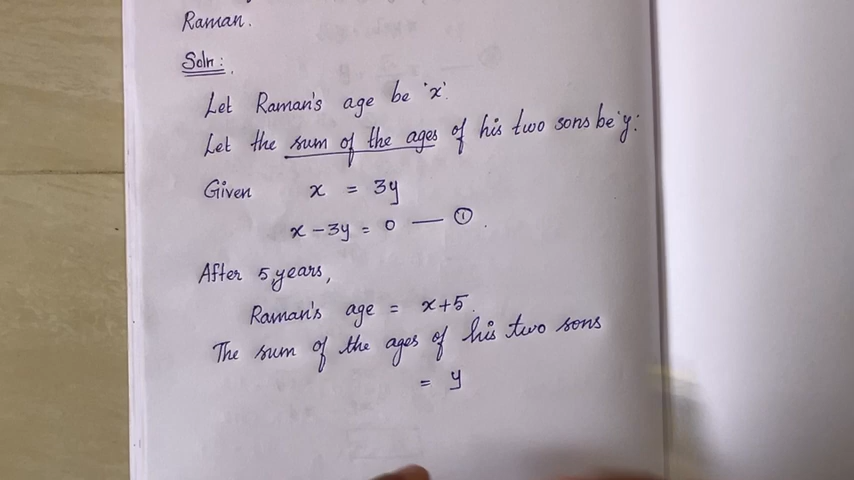 Raman.
Soln:
Let Raman's age be 'x'.
Let the sum of the ages of his two sons be 'y'.
Given x = 3y
x - 3y = 0 — ①.
After 5 years,
Raman's age = x+5.
The sum of the ages of his two sons
= y